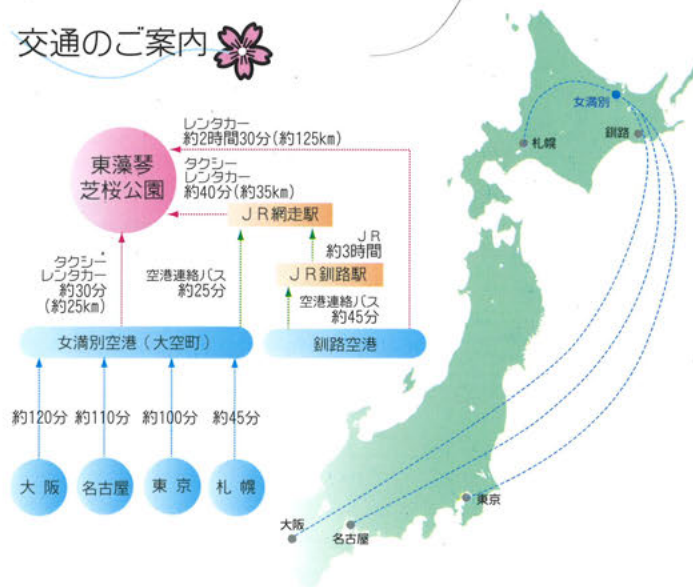 交通のご案内
レンタカー
約2時間30分(約125km)
東藻琴
芝桜公園
タクシー
レンタカー
約40分(約35km)
JR網走駅
JR
約3時間
JR釧路駅
タクシー
レンタカー
約30分
(約25km)
空港連絡バス
約25分
空港連絡バス
約45分
女満別空港(大空町)
釧路空港
約120分
約110分
約100分
約45分
大阪
名古屋
東京
札幌
女満別
釧路
札幌
東京
大阪
名古屋